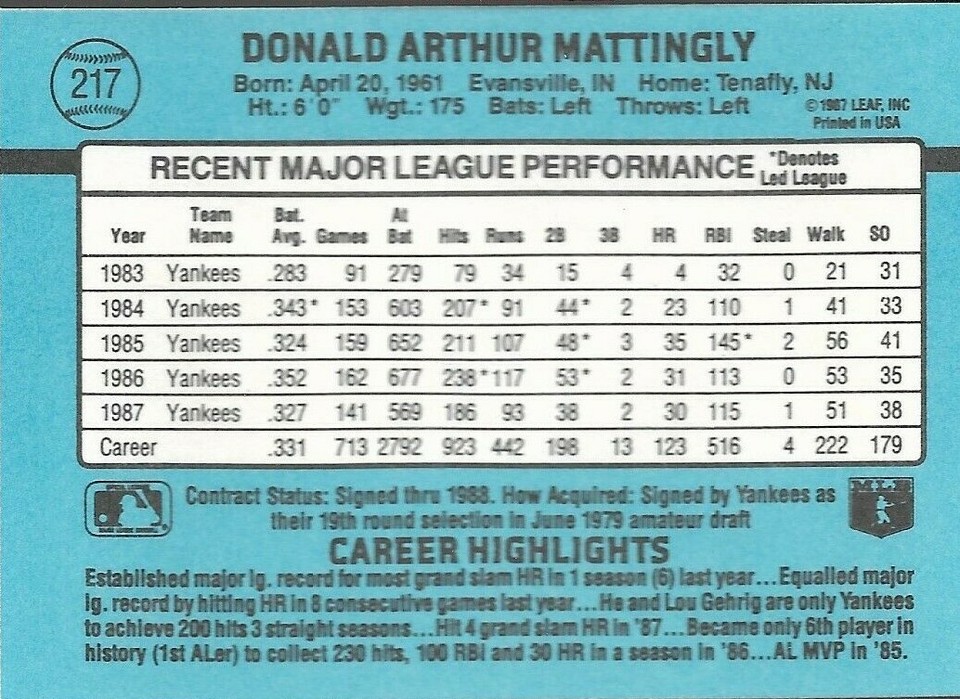 217
DONALD ARTHUR MATTINGLY
Born: April 20, 1961 Evansville, IN Home: Tenafly, NJ
Ht.: 6'0" Wgt.: 175 Bats: Left Throws: Left
©1987 LEAF, INC
Printed in USA
RECENT MAJOR LEAGUE PERFORMANCE *Denotes Led League
Year Team Name Bat. Avg. Games At Bat Hits Runs 2B 3B HR RBI Steal Walk SO
1983 Yankees .283 91 279 79 34 15 4 4 32 0 21 31
1984 Yankees .343* 153 603 207* 91 44* 2 23 110 1 41 33
1985 Yankees .324 159 652 211 107 48* 3 35 145* 2 56 41
1986 Yankees .352 162 677 238* 117 53* 2 31 113 0 53 35
1987 Yankees .327 141 569 186 93 38 2 30 115 1 51 38
Career .331 713 2792 923 442 198 13 123 516 4 222 179
Contract Status: Signed thru 1988. How Acquired: Signed by Yankees as
their 19th round selection in June 1979 amateur draft
MLB
CAREER HIGHLIGHTS
Established major lg. record for most grand slam HR in 1 season (6) last year...Equalled major
lg. record by hitting HR in 8 consecutive games last year...He and Lou Gehrig are only Yankees
to achieve 200 hits 3 straight seasons...Hit 4 grand slam HR in '87...Became only 6th player in
history (1st ALer) to collect 230 hits, 100 RBI and 30 HR in a season in '86...AL MVP in '85.